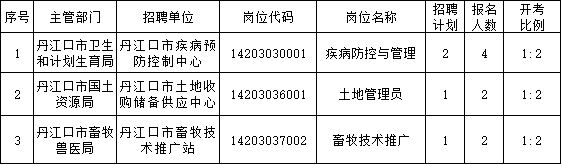 序号 主管部门 招聘单位 岗位代码 岗位名称 招聘计划 报名人数 开考比例
1 丹江口市卫生和计划生育局 丹江口市疾病预防控制中心 14203030001 疾病防控与管理 2 4 1:2
2 丹江口市国土资源局 丹江口市土地收购储备供应中心 14203036001 土地管理员 1 2 1:2
3 丹江口市畜牧兽医局 丹江口市畜牧技术推广站 14203037002 畜牧技术推广 1 2 1:2